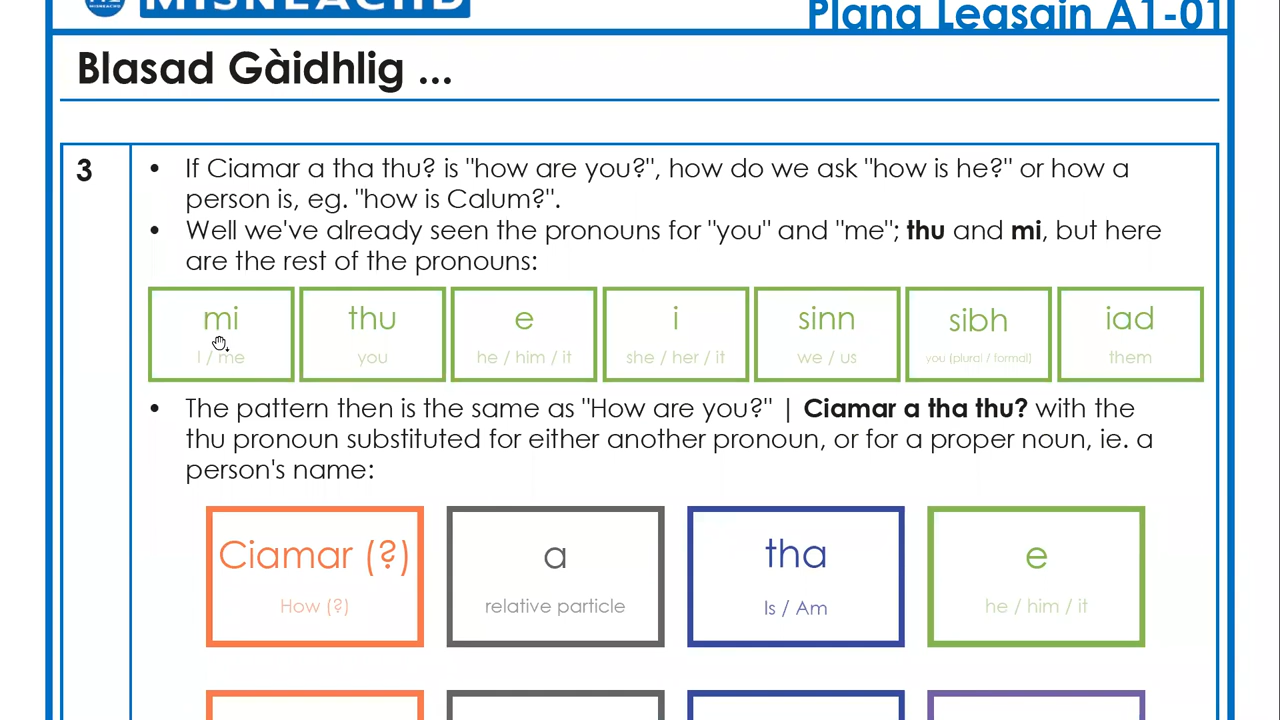 MISNEACHD
Plana Leasain A1-01
Blasad Gàidhlig ...
3
• If Ciamar a tha thu? is "how are you?", how do we ask "how is he?" or how a
person is, eg. "how is Calum?".
• Well we've already seen the pronouns for "you" and "me"; thu and mi, but here
are the rest of the pronouns:
mi
I / me
thu
you
e
he / him / it
i
she / her / it
sinn
we / us
sibh
you (plural / formal)
iad
them
• The pattern then is the same as "How are you?" | Ciamar a tha thu? with the
thu pronoun substituted for either another pronoun, or for a proper noun, ie. a
person's name:
Ciamar (?)
How (?)
a
relative particle
tha
Is / Am
e
he / him / it